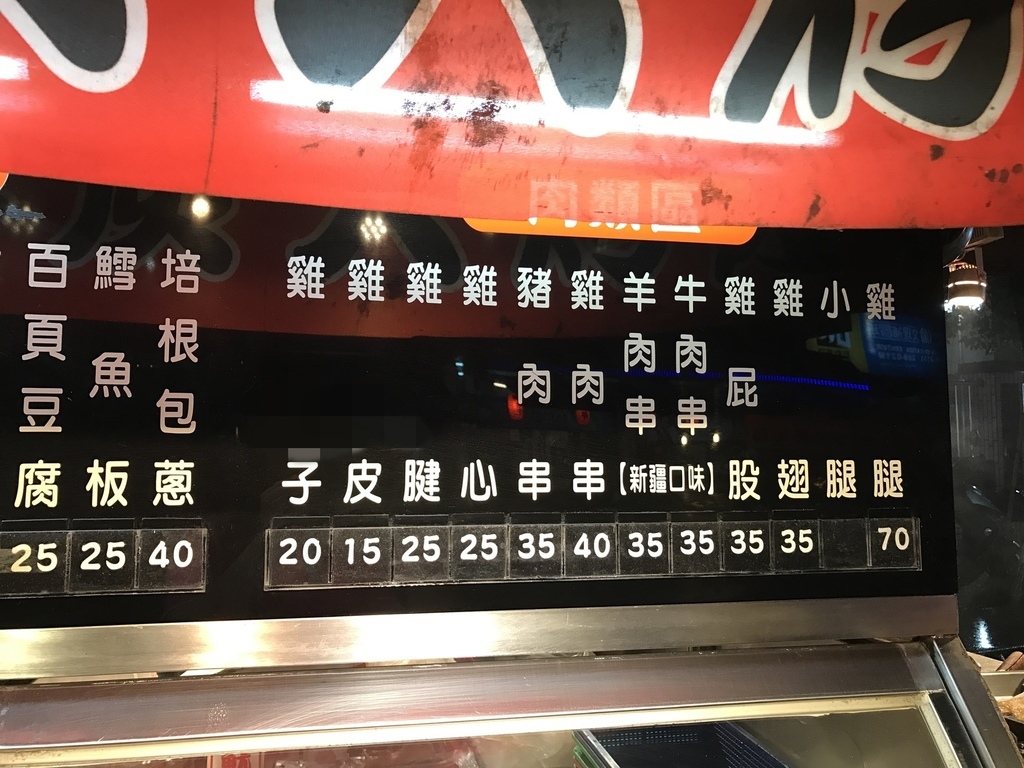 肉類區
百頁豆腐 25
鱈魚板 25
培根包蔥 40
雞子 20
雞皮 15
雞腱 25
雞心 25
豬肉串 35
雞肉串 40
羊肉串 35
牛肉串 35
【新疆口味】
雞屁股 35
雞翅 35
小腿
雞腿 70